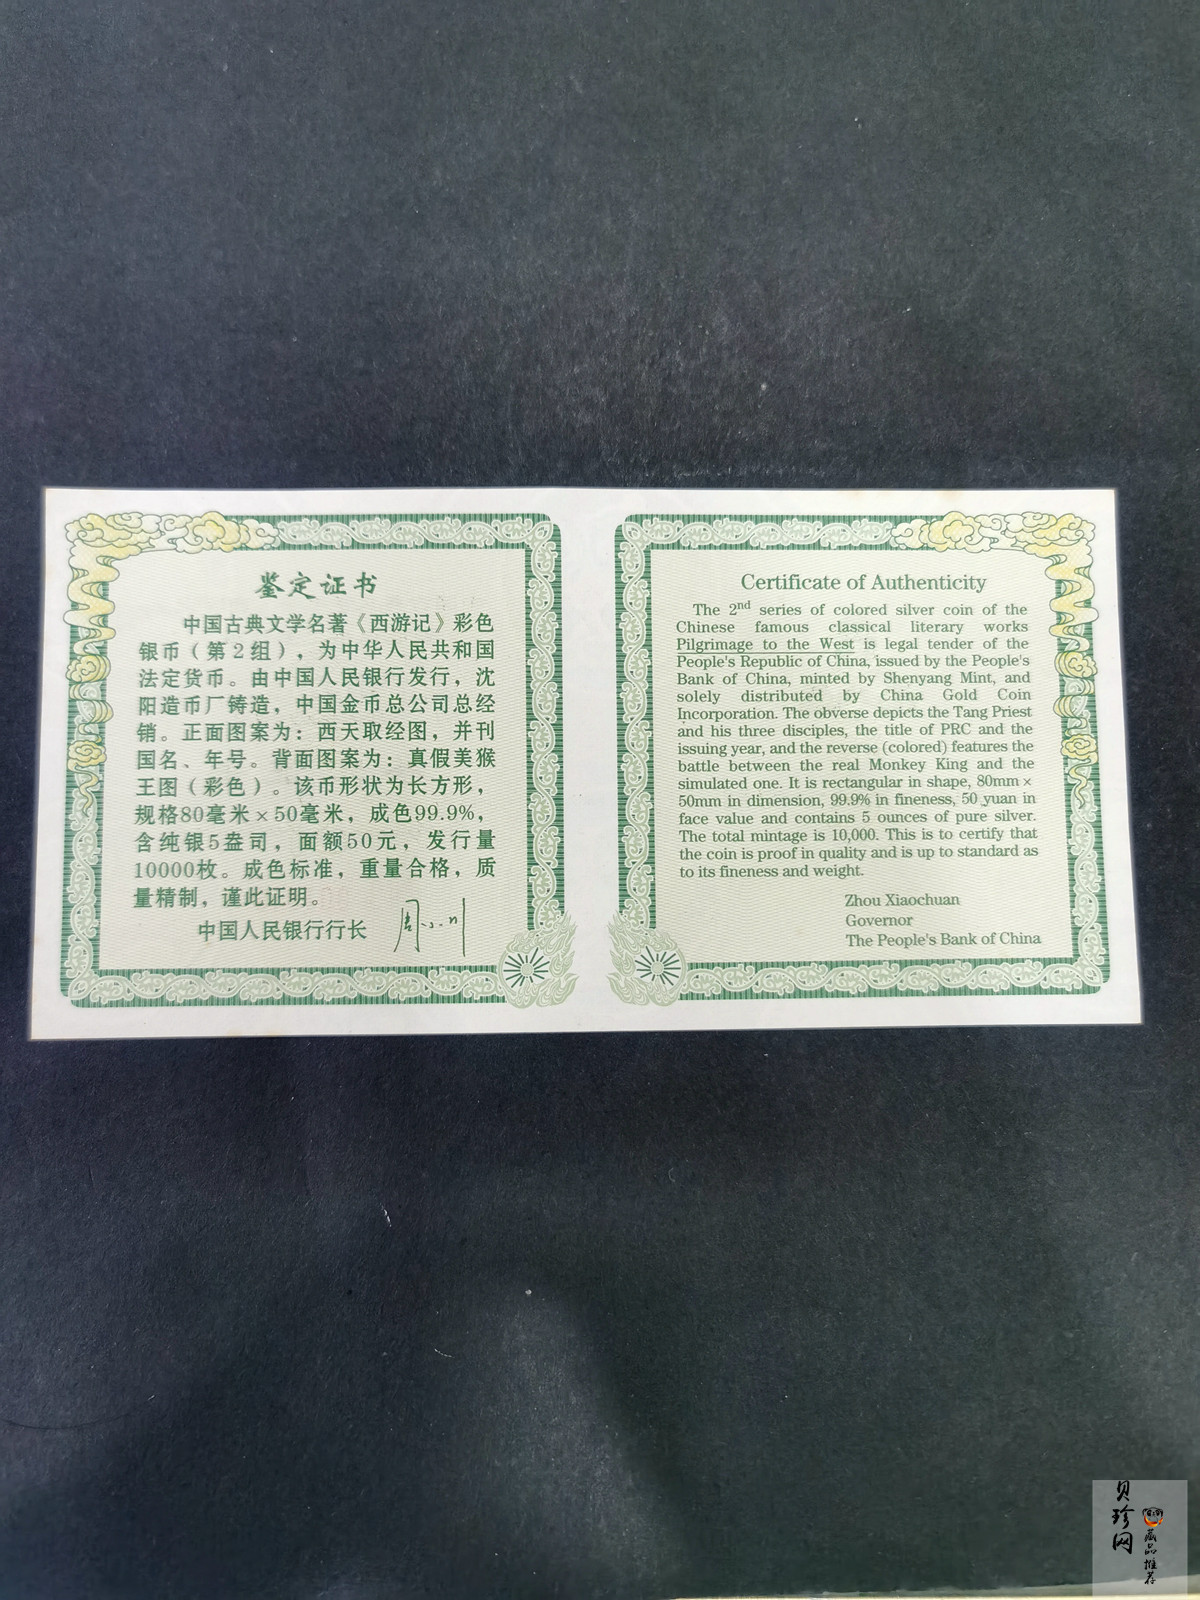 鉴定证书
中国古典文学名著《西游记》彩色
银币（第2组），为中华人民共和国
法定货币。由中国人民银行发行，沈
阳造币厂铸造，中国金币总公司总经
销。正面图案为：西天取经图，并刊
国名、年号。背面图案为：真假美猴
王图（彩色）。该币形状为长方形，
规格80毫米×50毫米，成色99.9%，
含纯银5盎司，面额50元，发行量
10000枚。成色标准，重量合格，质
量精制，谨此证明。
中国人民银行行长 周小川
Certificate of Authenticity
The 2nd series of colored silver coin of the
Chinese famous classical literary works
Pilgrimage to the West is legal tender of the
People's Republic of China, issued by the People's
Bank of China, minted by Shenyang Mint, and
solely distributed by China Gold Coin
Incorporation. The obverse depicts the Tang Priest
and his three disciples, the title of PRC and the
issuing year, and the reverse (colored) features the
battle between the real Monkey King and the
simulated one. It is rectangular in shape, 80mm×
50mm in dimension, 99.9% in fineness, 50 yuan in
face value and contains 5 ounces of pure silver.
The total mintage is 10,000. This is to certify that
the coin is proof in quality and is up to standard as
to its fineness and weight.
Zhou Xiaochuan
Governor
The People's Bank of China
贝珍网
藏品推荐